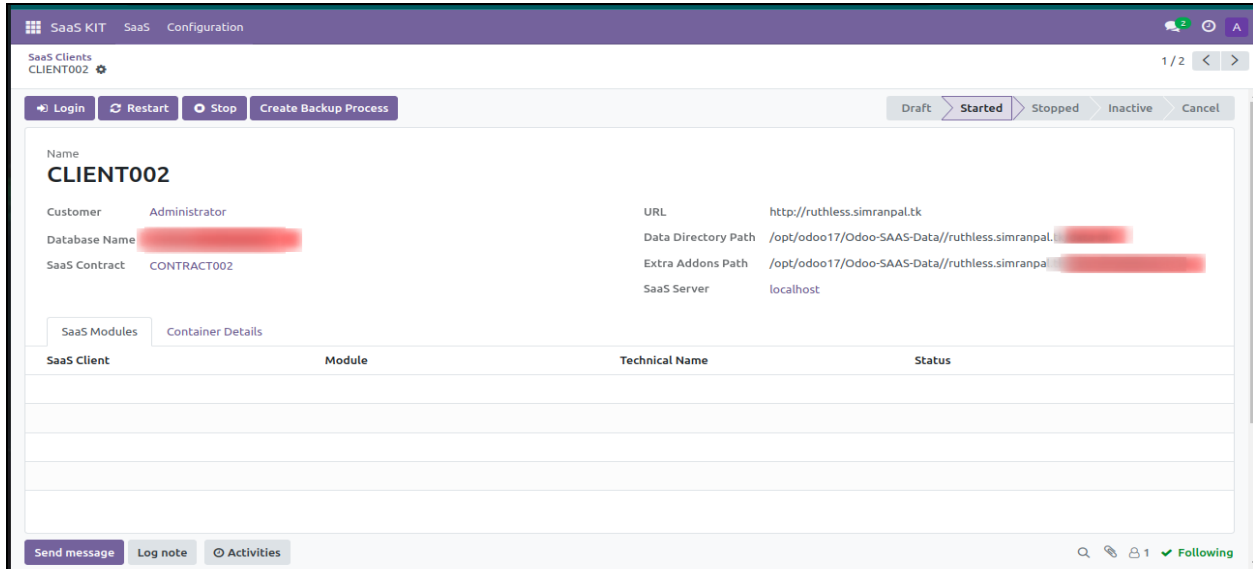 SaaS KIT SaaS Configuration 2 A
SaaS Clients
CLIENT002
1 / 2
Login Restart Stop Create Backup Process
Draft Started Stopped Inactive Cancel
Name
CLIENT002
Customer Administrator
Database Name
SaaS Contract CONTRACT002
URL http://ruthless.simranpal.tk
Data Directory Path /opt/odoo17/Odoo-SAAS-Data//ruthless.simranpal.
Extra Addons Path /opt/odoo17/Odoo-SAAS-Data//ruthless.simranpal
SaaS Server localhost
SaaS Modules Container Details
SaaS Client Module Technical Name Status
Send message Log note Activities
1 Following